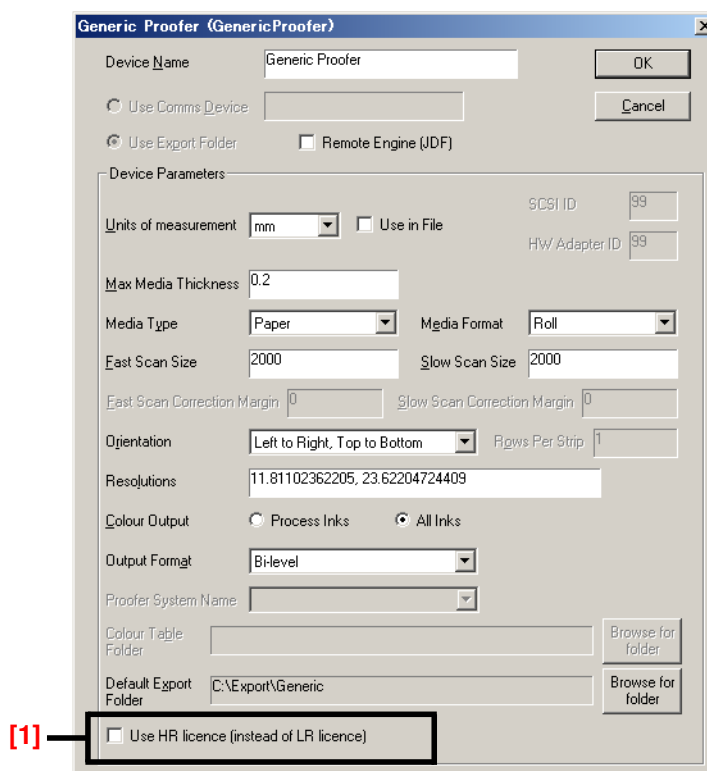 Generic Proofer (GenericProofer)
Device Name Generic Proofer OK
Use Comms Device Cancel
Use Export Folder Remote Engine (JDF)
Device Parameters
SCSI ID 99
Units of measurement mm Use in File
HW Adapter ID 99
Max Media Thickness 0.2
Media Type Paper Media Format Roll
Fast Scan Size 2000 Slow Scan Size 2000
Fast Scan Correction Margin 0 Slow Scan Correction Margin 0
Orientation Left to Right, Top to Bottom Rows Per Strip 1
Resolutions 11.81102362205, 23.62204724409
Colour Output Process Inks All Inks
Output Format Bi-level
Proofer System Name
Colour Table Folder Browse for folder
Default Export Folder C:\Export\Generic Browse for folder
[1] Use HR licence (instead of LR licence)